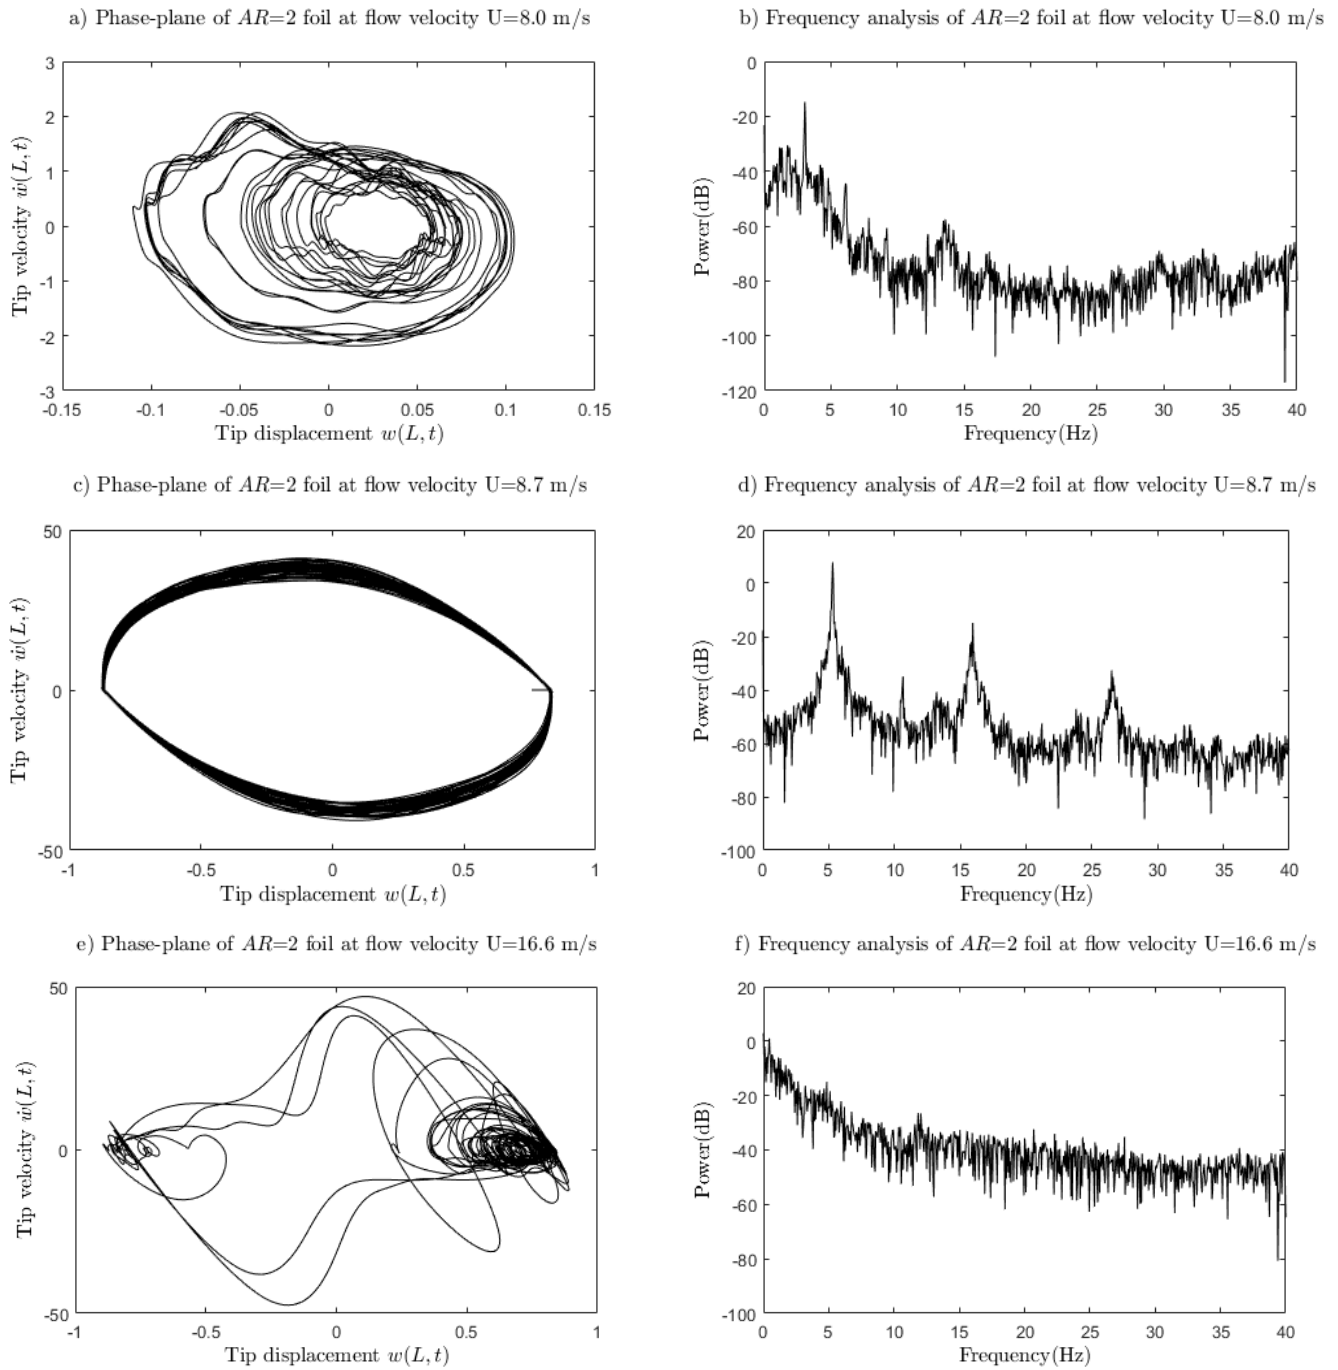 a) Phase-plane of AR=2 foil at flow velocity U=8.0 m/s
3
2
1
0
-1
-2
-3
Tip velocity ẇ(L, t)
-0.15 -0.1 -0.05 0 0.05 0.1 0.15
Tip displacement w(L, t)
b) Frequency analysis of AR=2 foil at flow velocity U=8.0 m/s
0
-20
-40
-60
-80
-100
-120
Power(dB)
0 5 10 15 20 25 30 35 40
Frequency(Hz)
c) Phase-plane of AR=2 foil at flow velocity U=8.7 m/s
50
0
-50
Tip velocity ẇ(L, t)
-1 -0.5 0 0.5 1
Tip displacement w(L, t)
d) Frequency analysis of AR=2 foil at flow velocity U=8.7 m/s
20
0
-20
-40
-60
-80
-100
Power(dB)
0 5 10 15 20 25 30 35 40
Frequency(Hz)
e) Phase-plane of AR=2 foil at flow velocity U=16.6 m/s
50
0
-50
Tip velocity ẇ(L, t)
-1 -0.5 0 0.5 1
Tip displacement w(L, t)
f) Frequency analysis of AR=2 foil at flow velocity U=16.6 m/s
20
0
-20
-40
-60
-80
-100
Power(dB)
0 5 10 15 20 25 30 35 40
Frequency(Hz)